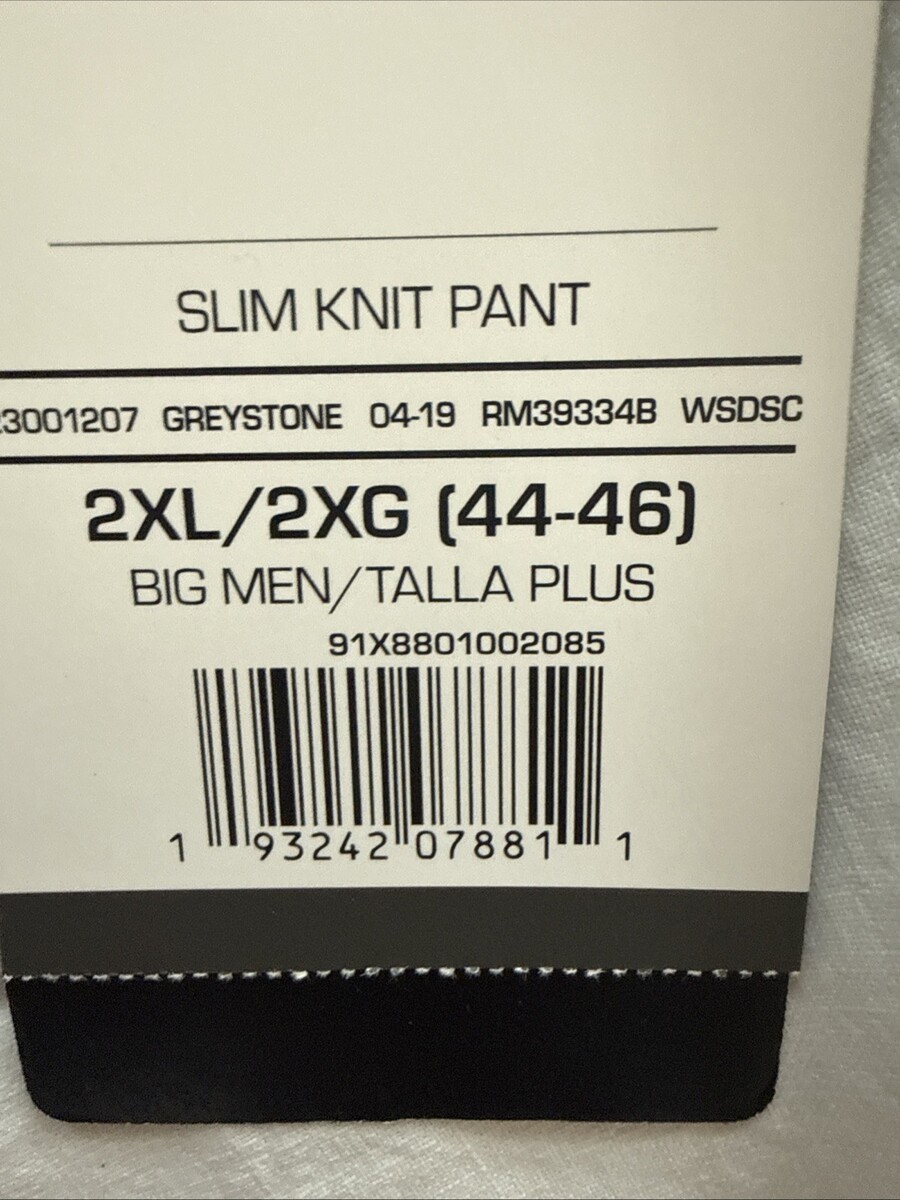 SLIM KNIT PANT
3001207 GREYSTONE 04-19 RM39334B WSDSC
2XL/2XG (44-46)
BIG MEN/TALLA PLUS
91X8801002085
1 93242 07881 1